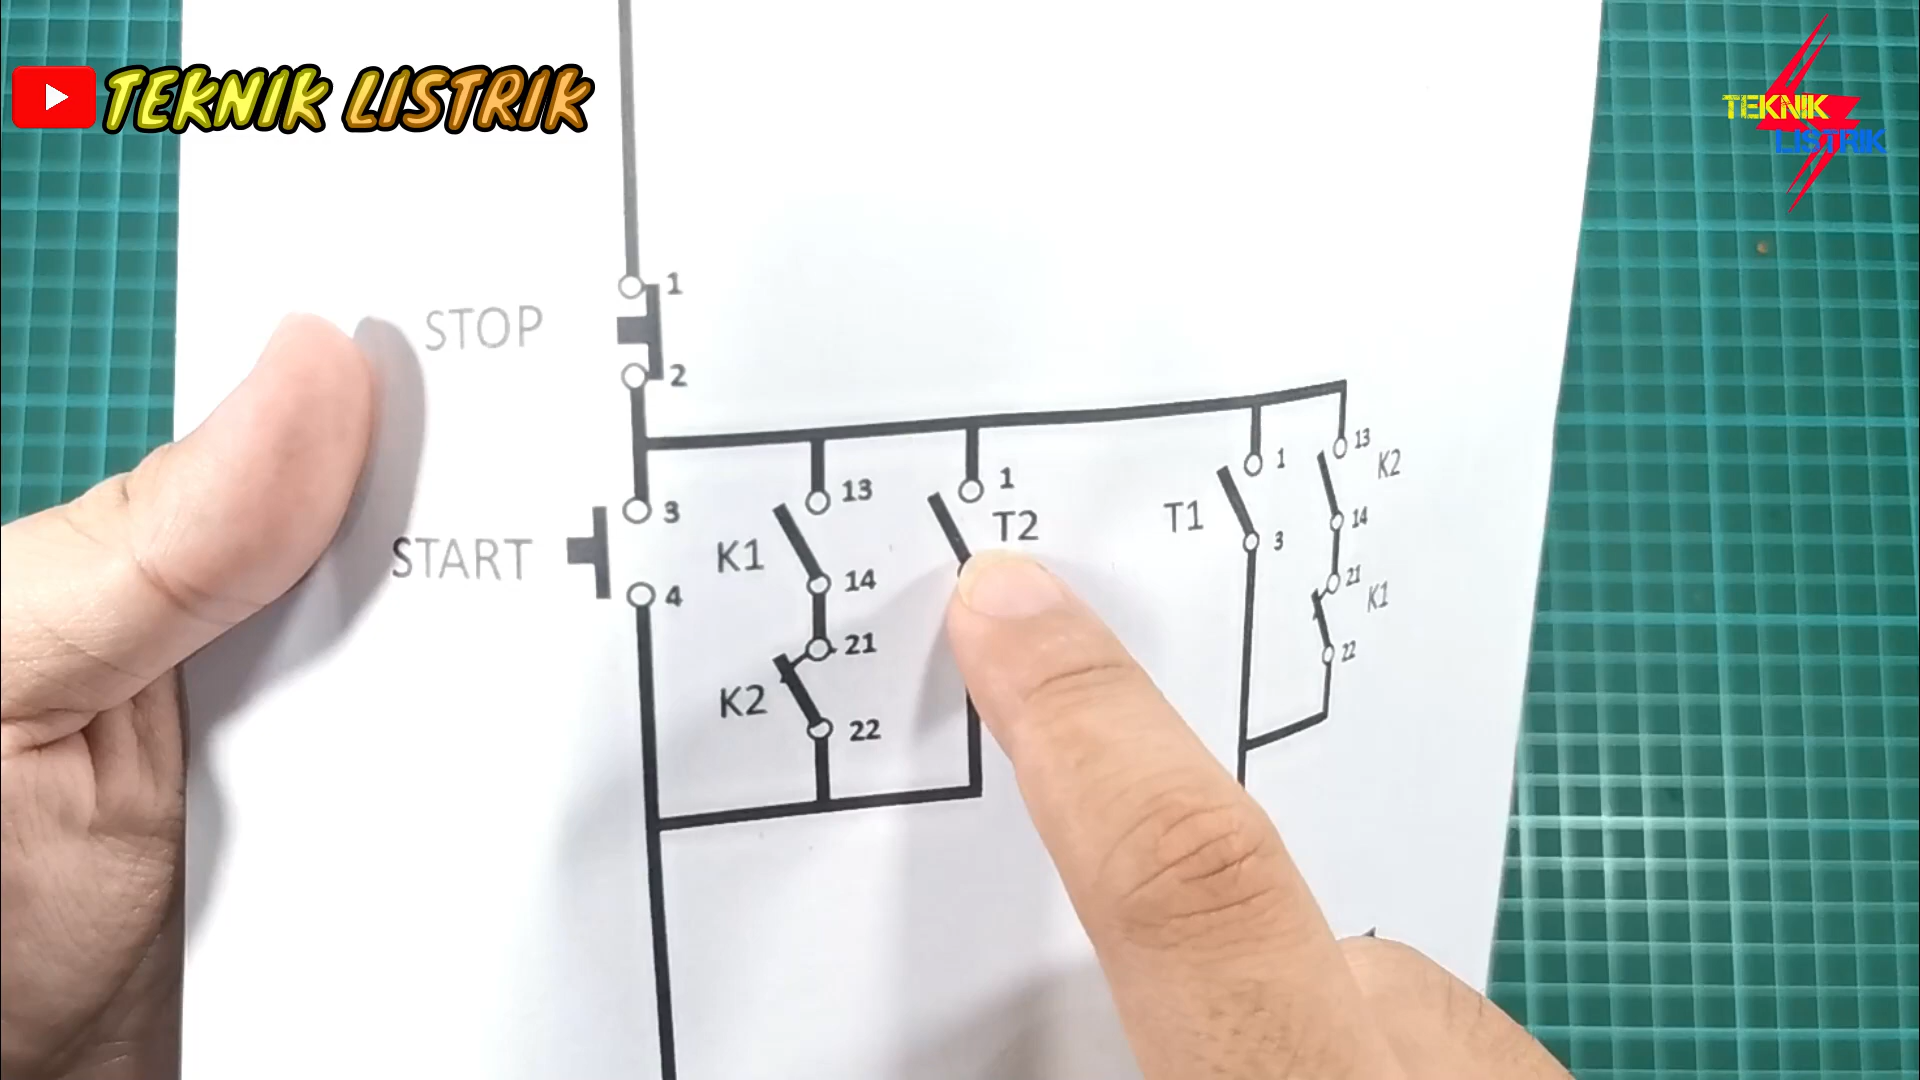 TEKNIK LISTRIK
TEKNIK
LISTRIK
1
STOP
2
3
START
4
13
K1
14
21
K2
22
1
T2
1
T1
3
13
K2
14
21
K1
22